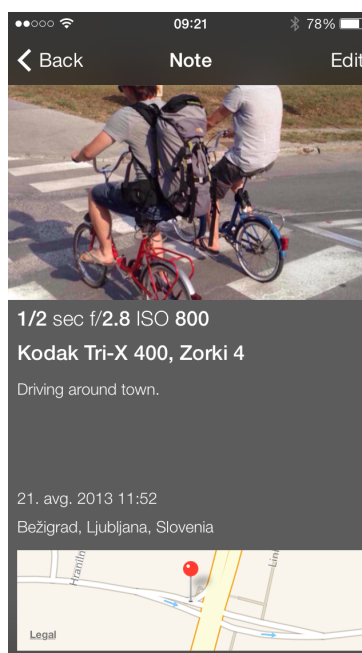 09:21
78%
Back
Note
Edit
1/2 sec f/2.8 ISO 800
Kodak Tri-X 400, Zorki 4
Driving around town.
21. avg. 2013 11:52
Bežigrad, Ljubljana, Slovenia
Legal